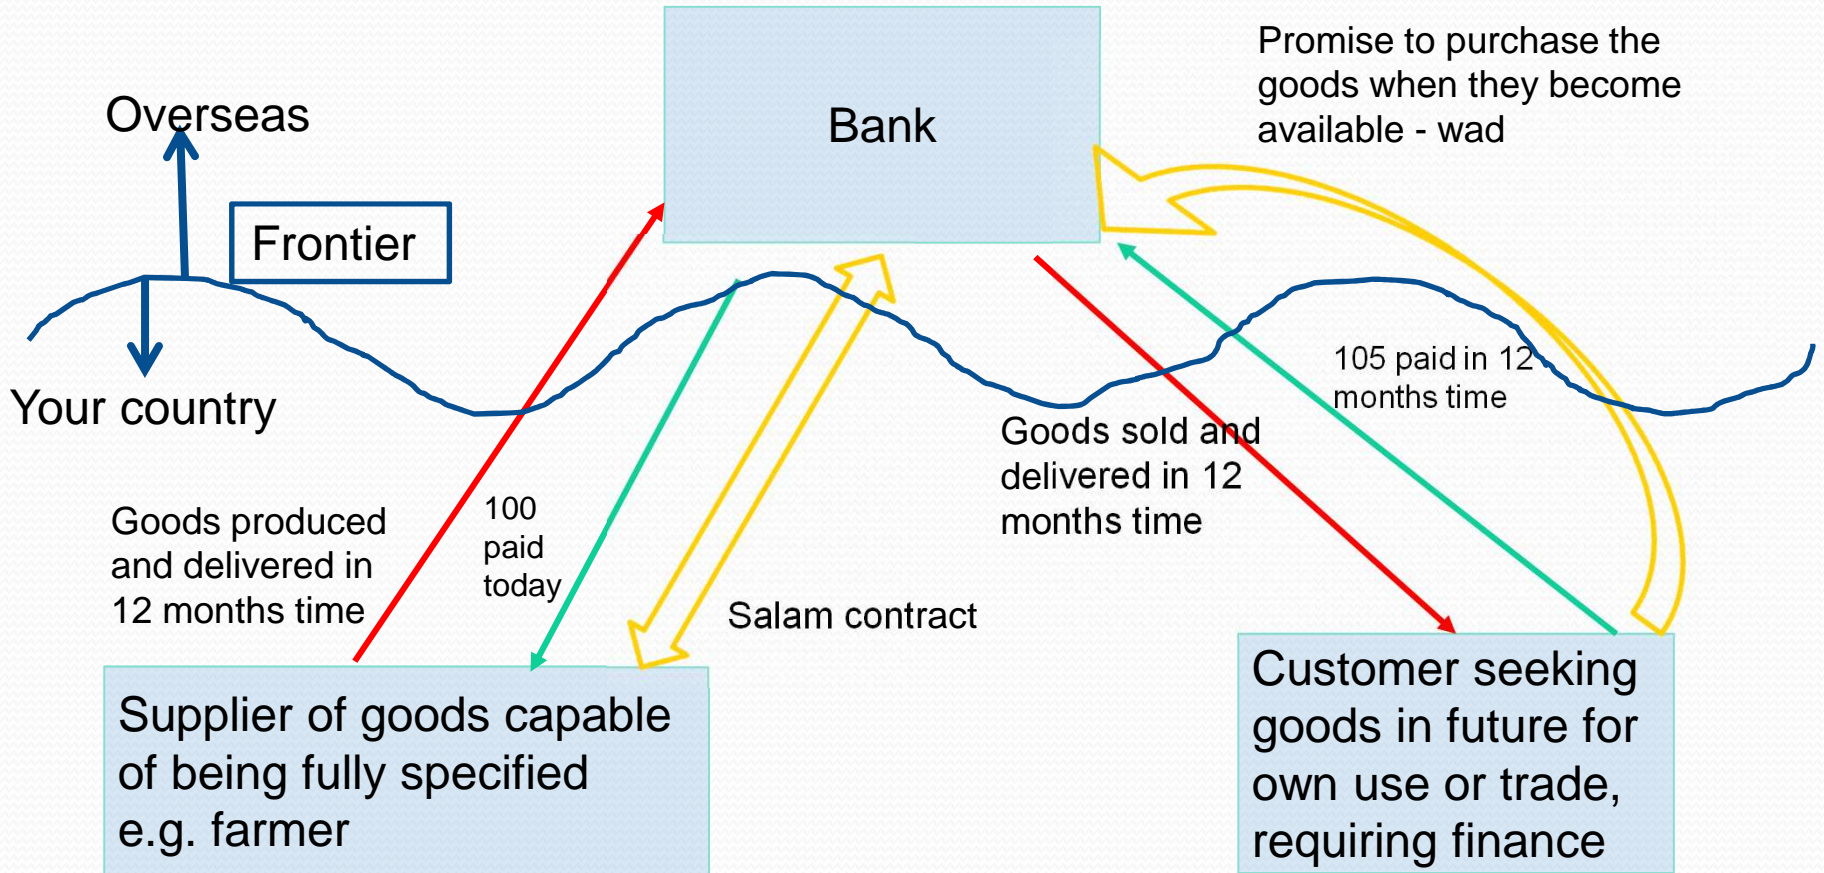 Bank
Promise to purchase the
goods when they become
available - wad
Overseas
Frontier
Your country
105 paid in 12
months time
Goods sold and
delivered in 12
months time
Goods produced
and delivered in
12 months time
100
paid
today
Salam contract
Supplier of goods capable
of being fully specified
e.g. farmer
Customer seeking
goods in future for
own use or trade,
requiring finance